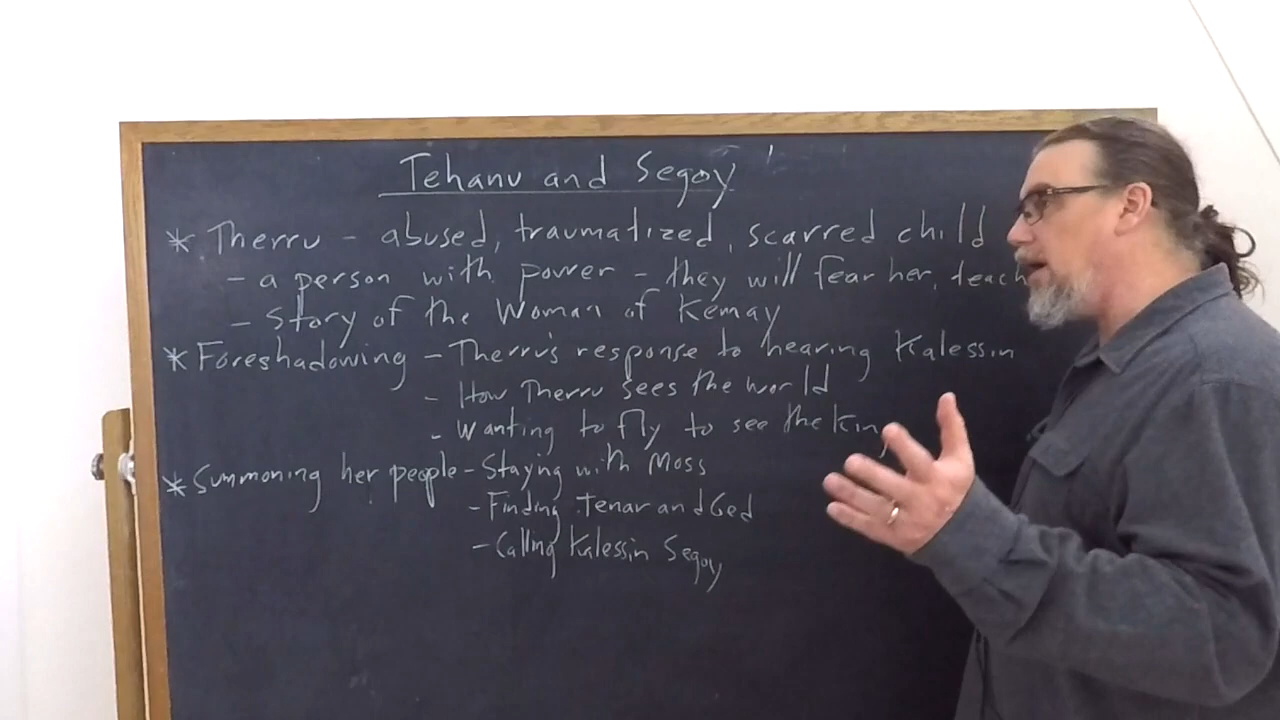 Tehanu and Segoy
* Therru - abused, traumatized, scarred child
- a person with power - they will fear her, teach
- Story of the Woman of Kemay
* Foreshadowing - Therru's response to hearing Kalessin
- How Therru sees the world
- Wanting to fly to see the King
* Summoning her people - Staying with Moss
- Finding Tenar and Ged
- Calling Kalessin Segoy